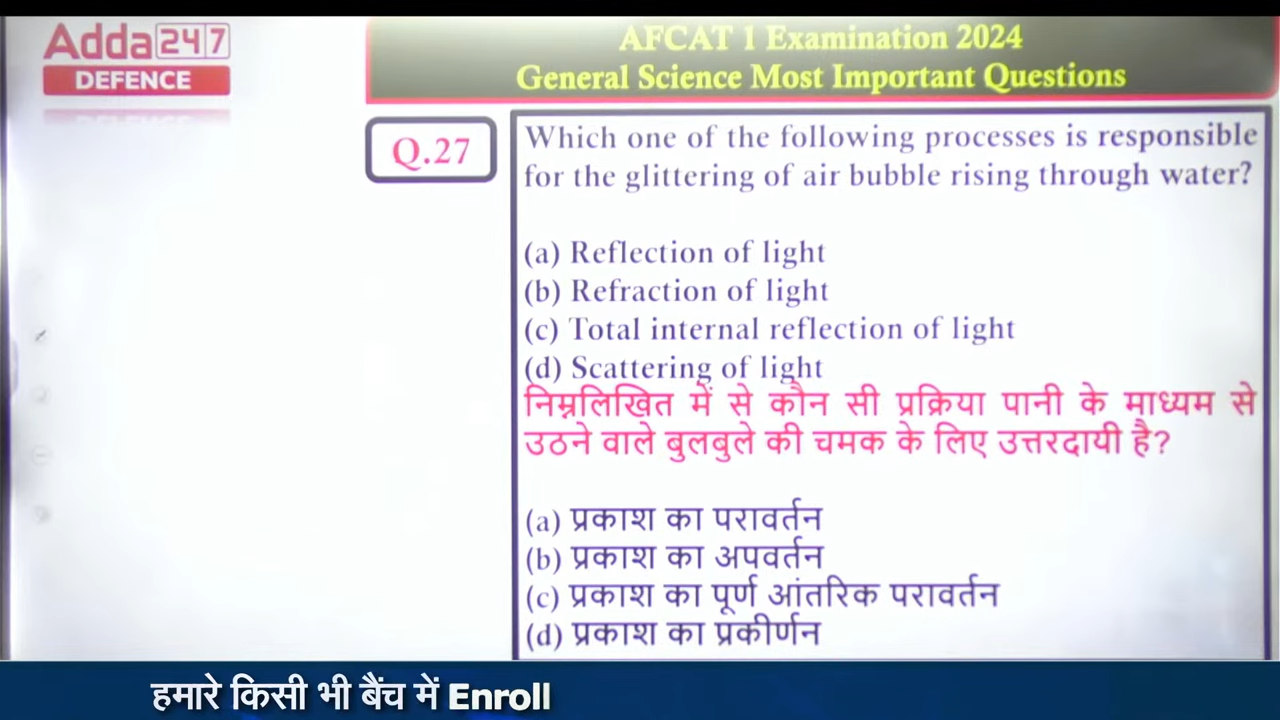 Adda247
DEFENCE
AFCAT 1 Examination 2024
General Science Most Important Questions
Q.27
Which one of the following processes is responsible
for the glittering of air bubble rising through water?
(a) Reflection of light
(b) Refraction of light
(c) Total internal reflection of light
(d) Scattering of light
निम्नलिखित में से कौन सी प्रक्रिया पानी के माध्यम से
उठने वाले बुलबुले की चमक के लिए उत्तरदायी है?
(a) प्रकाश का परावर्तन
(b) प्रकाश का अपवर्तन
(c) प्रकाश का पूर्ण आंतरिक परावर्तन
(d) प्रकाश का प्रकीर्णन
हमारे किसी भी बैंच में Enroll